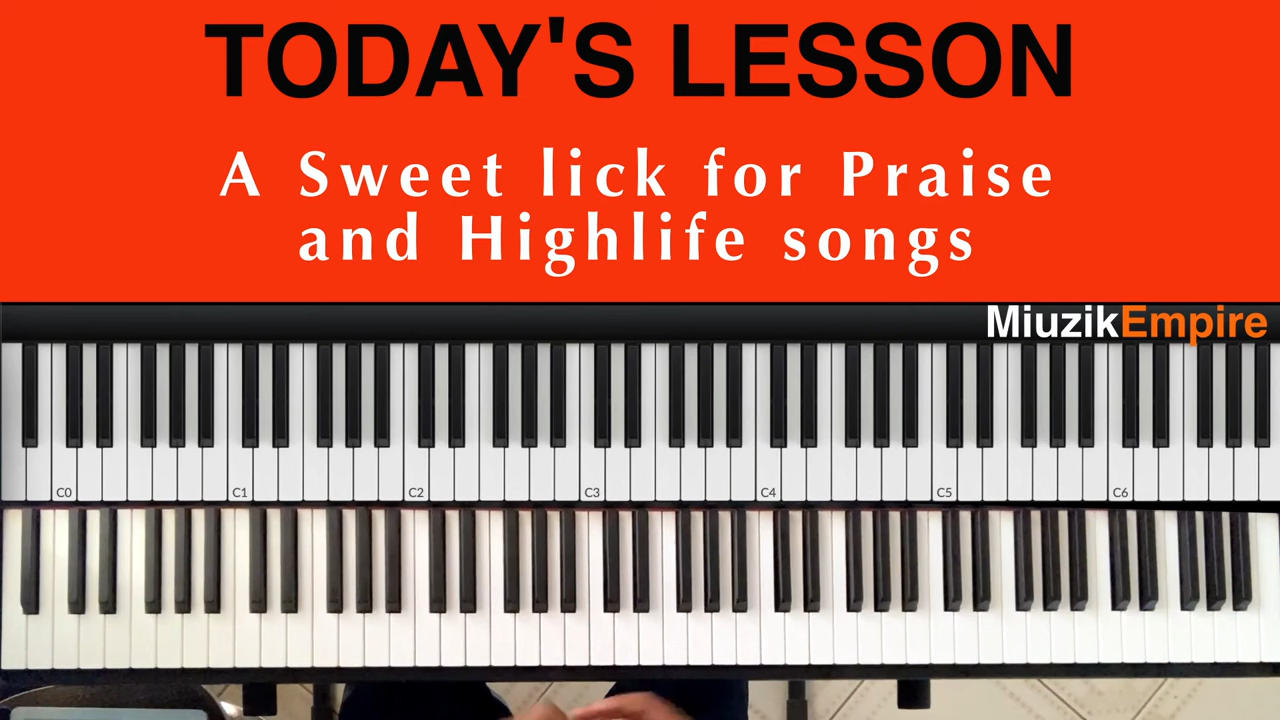 TODAY'S LESSON
A Sweet lick for Praise
and Highlife songs
MiuzikEmpire
C0 C1 C2 C3 C4 C5 C6